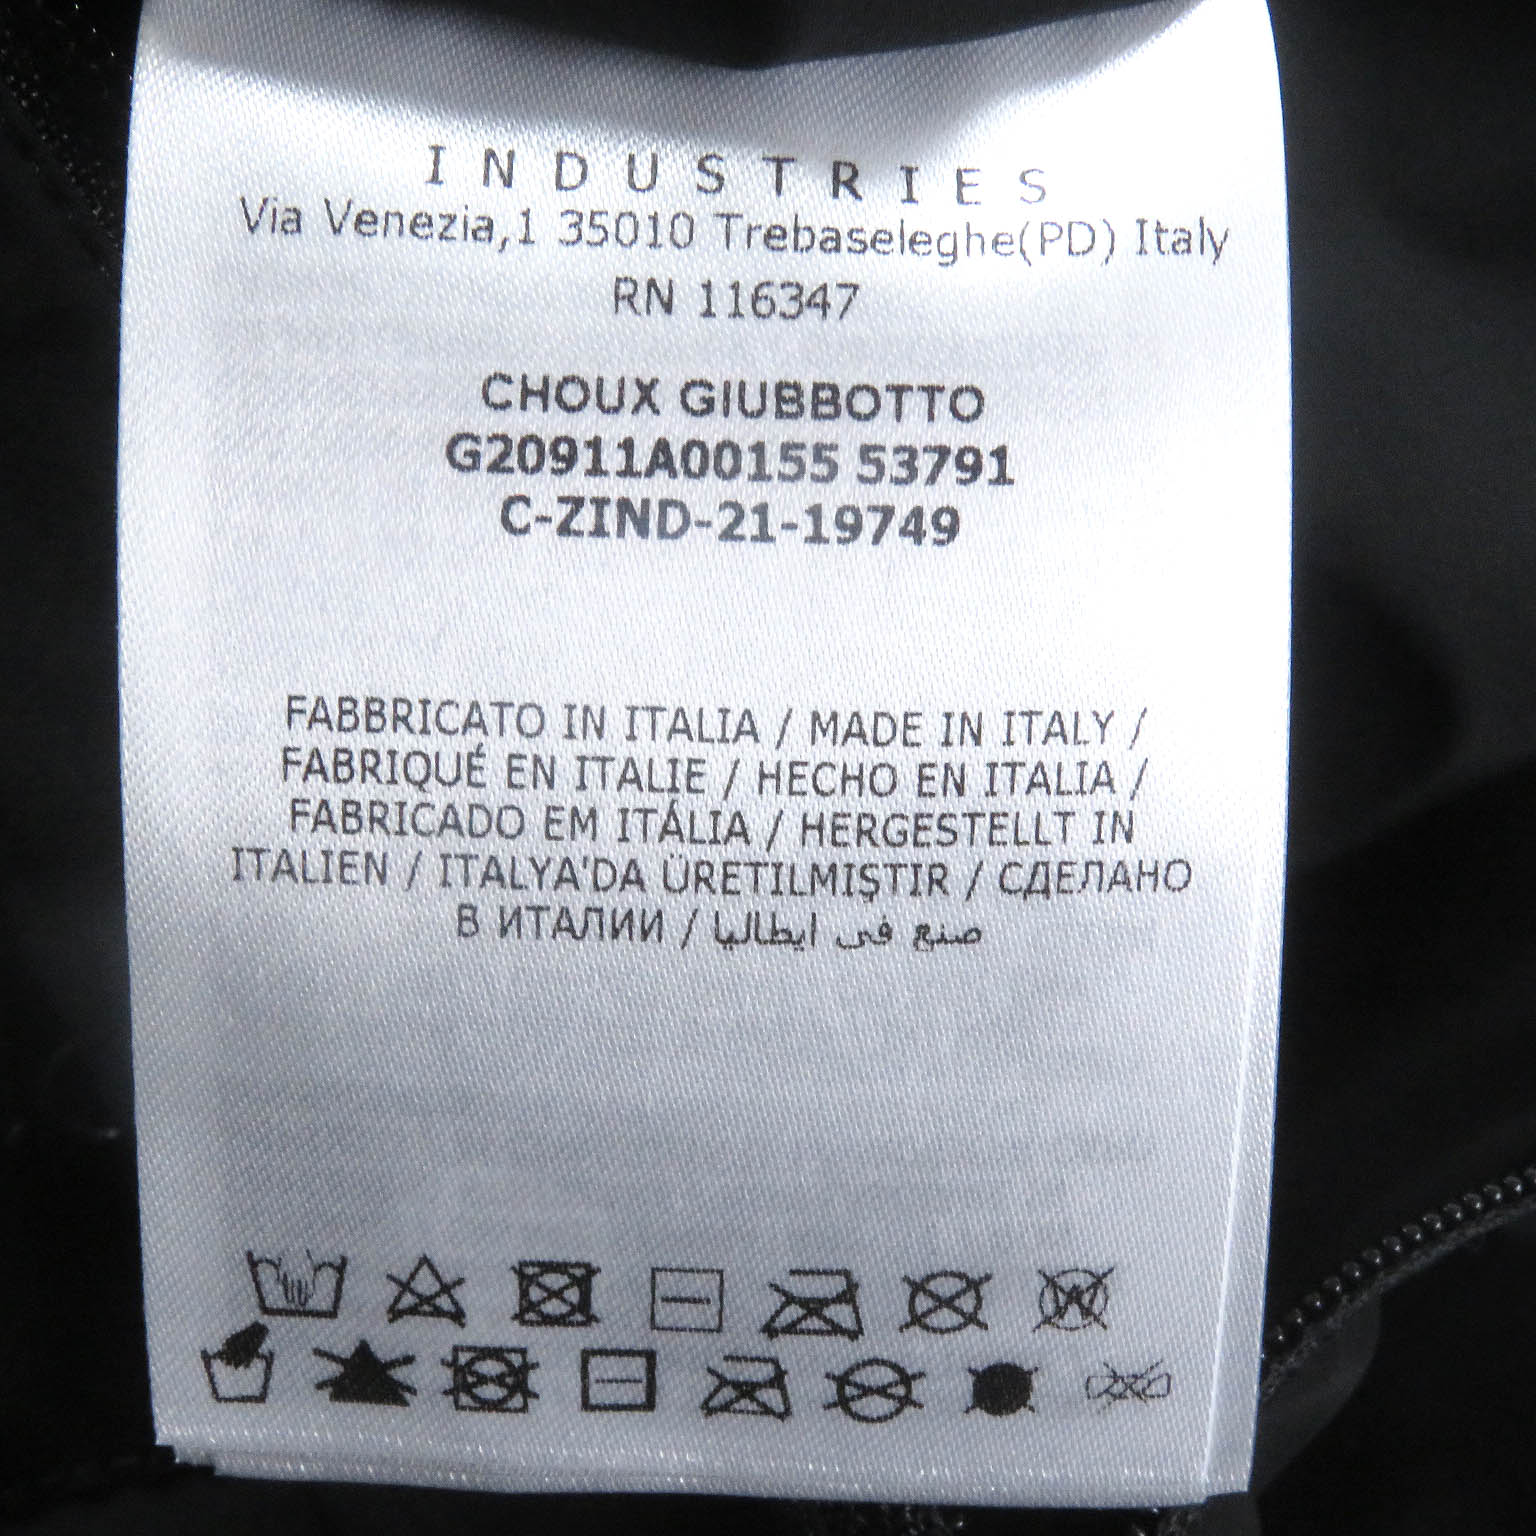 INDUSTRIES
Via Venezia,1 35010 Trebaseleghe(PD) Italy
RN 116347
CHOUX GIUBBOTTO
G20911A00155 53791
C-ZIND-21-19749
FABBRICATO IN ITALIA / MADE IN ITALY /
FABRIQUÉ EN ITALIE / HECHO EN ITALIA /
FABRICADO EM ITÁLIA / HERGESTELLT IN
ITALIEN / ITALYA'DA ÜRETILMIŞTIR / СДЕЛАНО
В ИТАЛИИ / صنع في ايطاليا